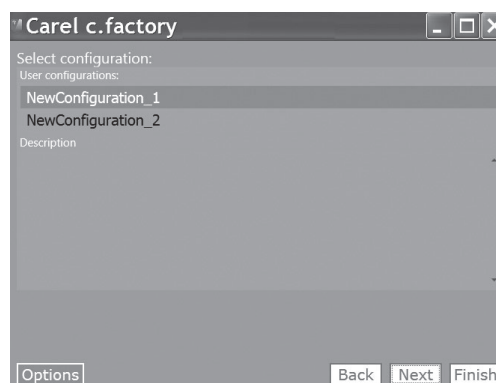 Carel c.factory
Select configuration:
User configurations:
NewConfiguration_1
NewConfiguration_2
Description
Options
Back
Next
Finish